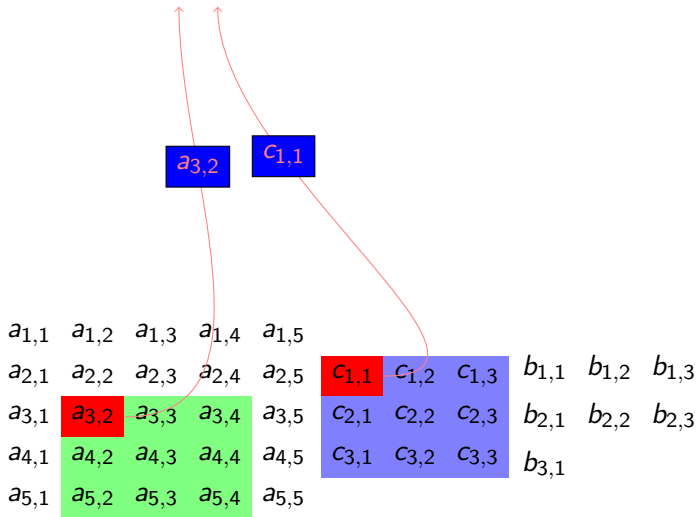 a3,2 c1,1
a1,1 a1,2 a1,3 a1,4 a1,5
a2,1 a2,2 a2,3 a2,4 a2,5
a3,1 a3,2 a3,3 a3,4 a3,5
a4,1 a4,2 a4,3 a4,4 a4,5
a5,1 a5,2 a5,3 a5,4 a5,5
c1,1 c1,2 c1,3
c2,1 c2,2 c2,3
c3,1 c3,2 c3,3
b1,1 b1,2 b1,3
b2,1 b2,2 b2,3
b3,1